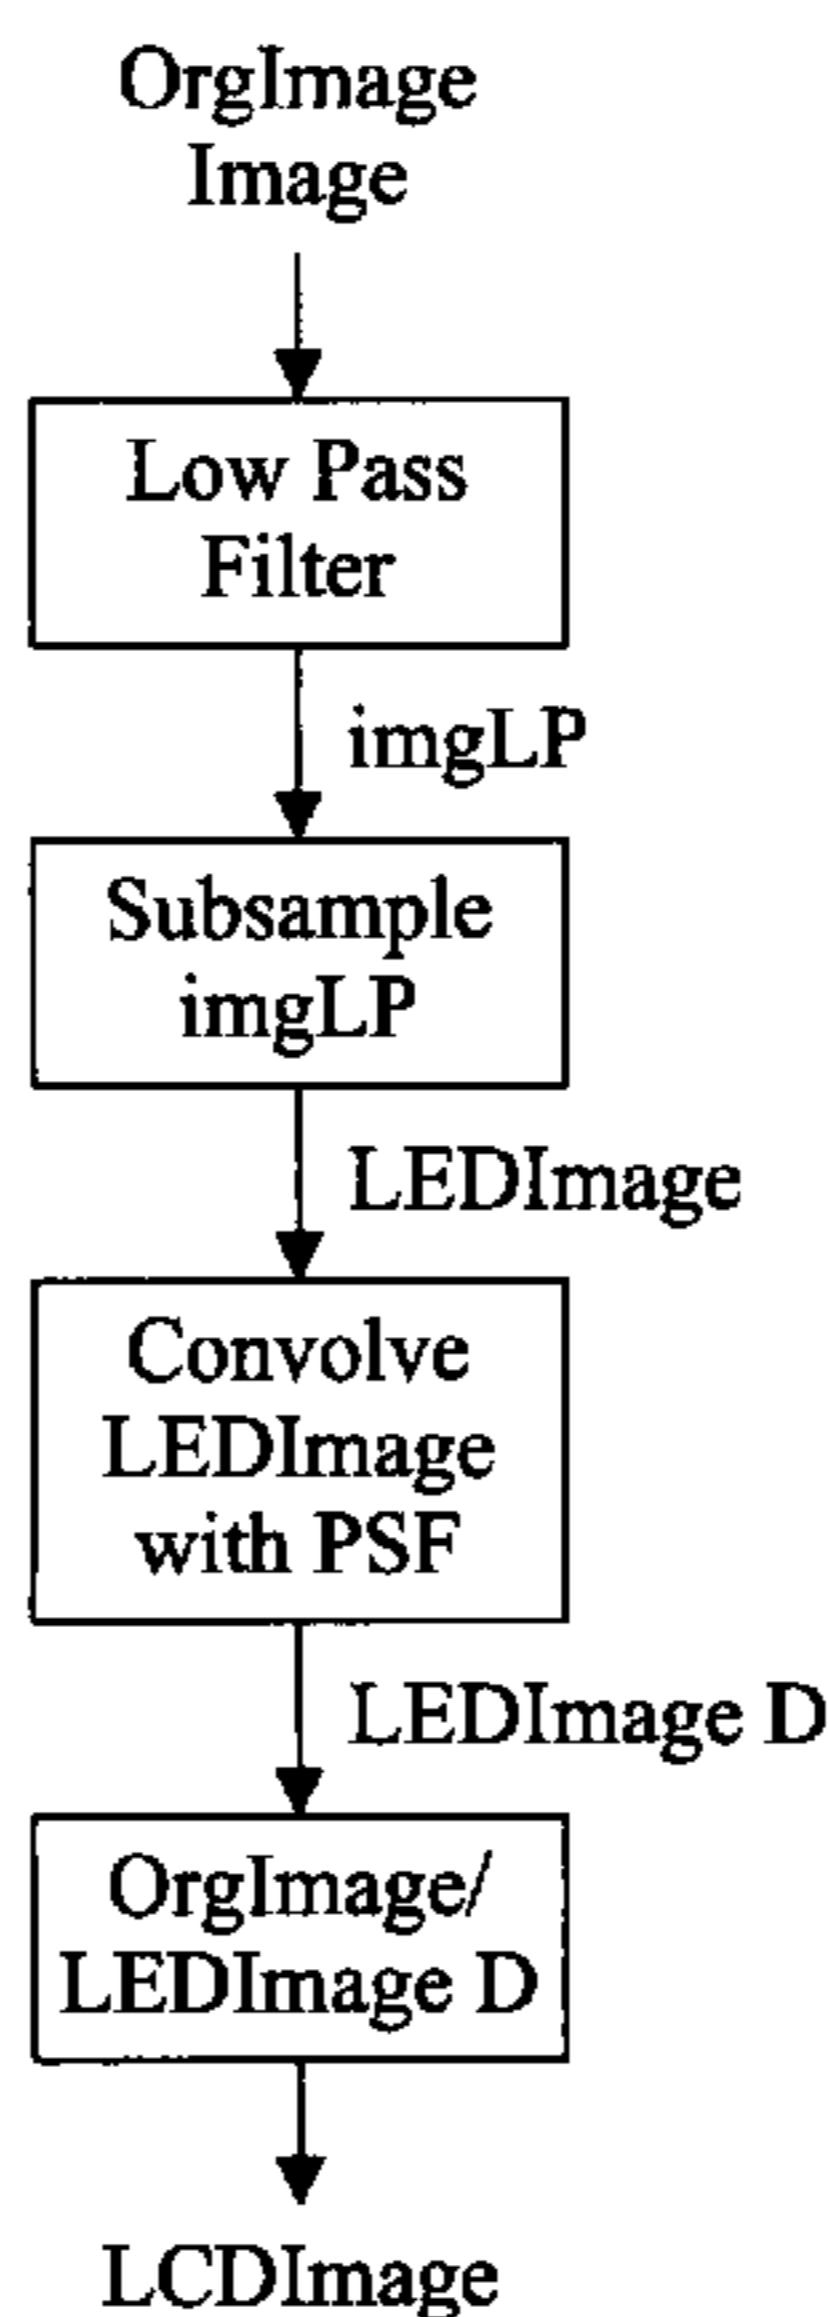 OrgImage
Image
Low Pass
Filter
imgLP
Subsample
imgLP
LEDImage
Convolve
LEDImage
with PSF
LEDImage D
OrgImage/
LEDImage D
LCDImage